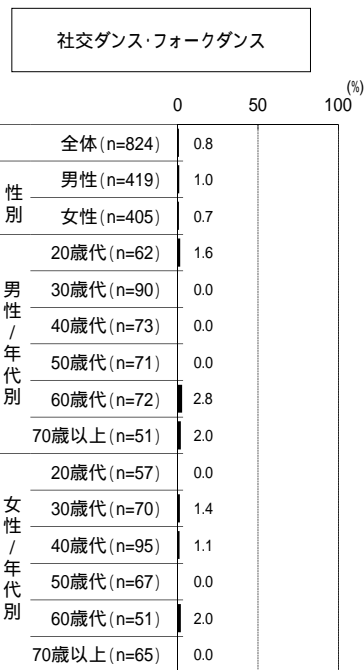 社交ダンス･フォークダンス
(%)
0 50 100
全体(n=824) 0.8
性別
男性(n=419) 1.0
女性(n=405) 0.7
男性/年代別
20歳代(n=62) 1.6
30歳代(n=90) 0.0
40歳代(n=73) 0.0
50歳代(n=71) 0.0
60歳代(n=72) 2.8
70歳以上(n=51) 2.0
女性/年代別
20歳代(n=57) 0.0
30歳代(n=70) 1.4
40歳代(n=95) 1.1
50歳代(n=67) 0.0
60歳代(n=51) 2.0
70歳以上(n=65) 0.0